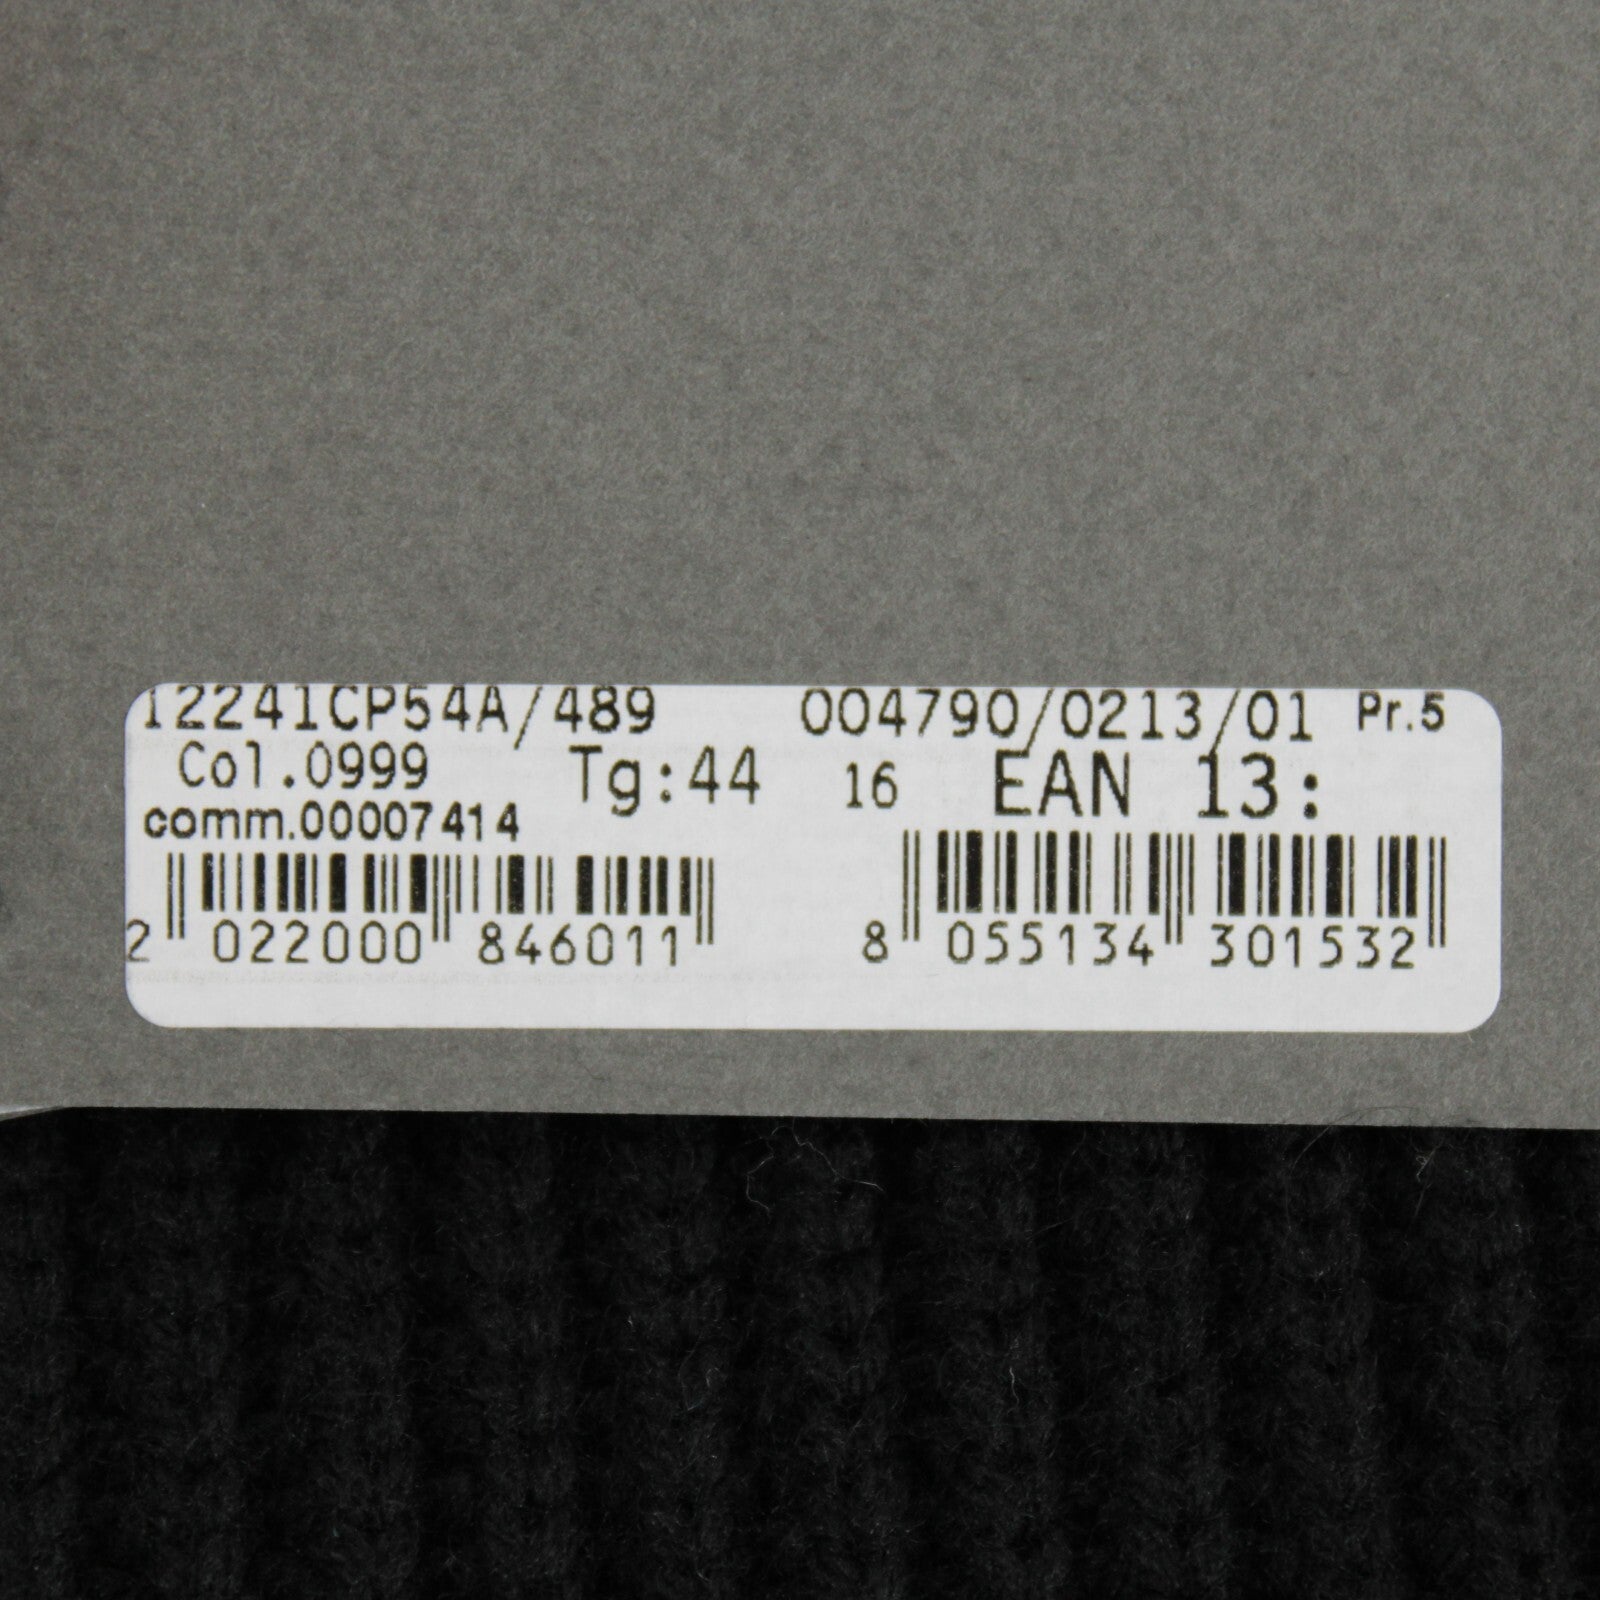 12241CP54A/489 004790/0213/01 Pr.5
Col.0999 Tg:44 16 EAN 13:
comm.00007414
2 022000 846011 8 055134 301532